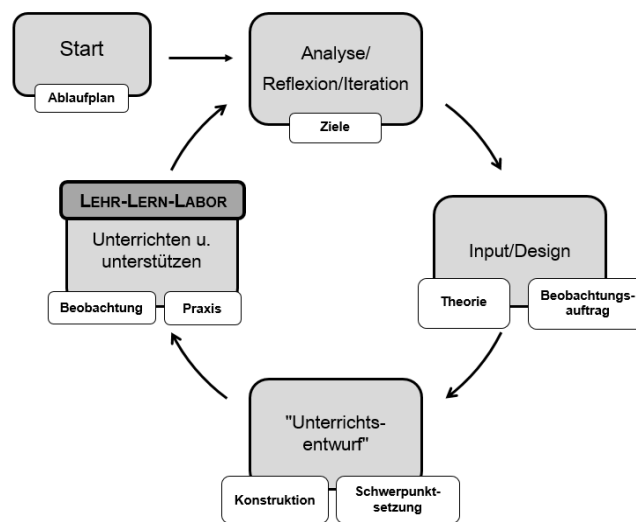 Start
Ablaufplan
Analyse/
Reflexion/Iteration
Ziele
Input/Design
Theorie
Beobachtungs-
auftrag
"Unterrichts-
entwurf"
Konstruktion
Schwerpunkt-
setzung
LEHR-LERN-LABOR
Unterrichten u.
unterstützen
Beobachtung
Praxis